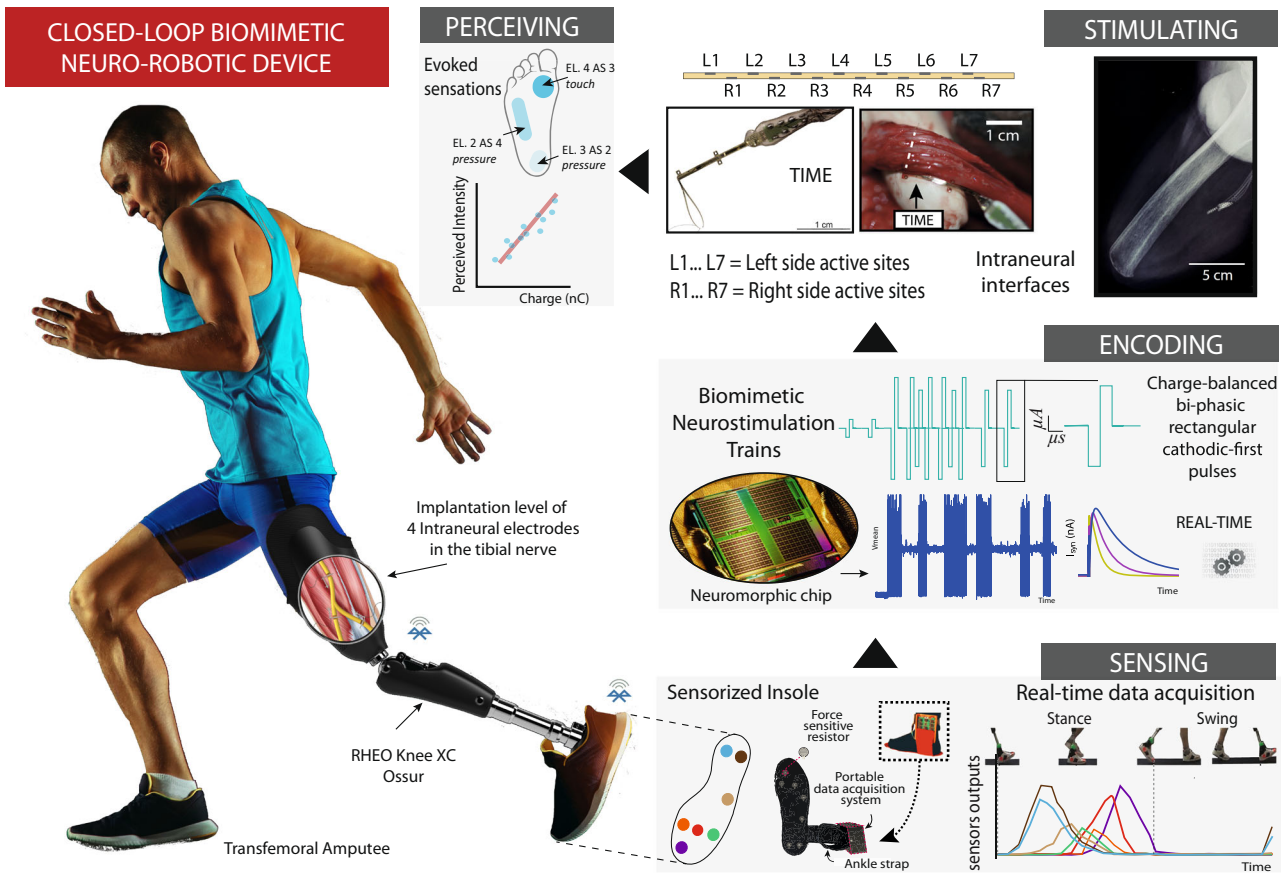 CLOSED-LOOP BIOMIMETIC
NEURO-ROBOTIC DEVICE
PERCEIVING
Evoked
sensations
EL. 4 AS 3
touch
EL. 2 AS 4
pressure
EL. 3 AS 2
pressure
Perceived Intensity
Charge (nC)
STIMULATING
L1 L2 L3 L4 L5 L6 L7
R1 R2 R3 R4 R5 R6 R7
TIME
1 cm
1 cm
TIME
L1... L7 = Left side active sites
R1... R7 = Right side active sites
Intraneural
interfaces
5 cm
ENCODING
Biomimetic
Neurostimulation
Trains
µA
µs
Charge-balanced
bi-phasic
rectangular
cathodic-first
pulses
Neuromorphic chip
Vmean
Time
Isyn (nA)
Time
REAL-TIME
Implantation level of
4 Intraneural electrodes
in the tibial nerve
RHEO Knee XC
Ossur
Transfemoral Amputee
SENSING
Sensorized Insole
Force
sensitive
resistor
Portable
data acquisition
system
Ankle strap
Real-time data acquisition
Stance Swing
sensors outputs
Time